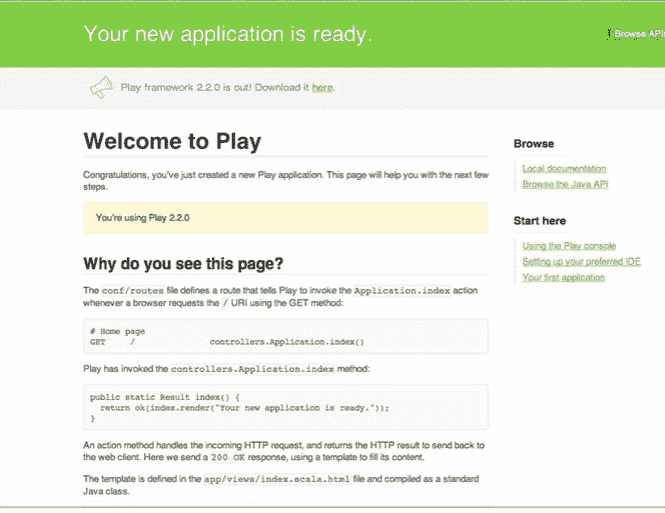 Your new application is ready.
Browse APIs
Play framework 2.2.0 is out! Download it here.
Welcome to Play
Congratulations, you've just created a new Play application. This page will help you with the next few
steps.
You're using Play 2.2.0
Why do you see this page?
The conf/routes file defines a route that tells Play to invoke the Application.index action
whenever a browser requests the / URI using the GET method:
# Home page
GET / controllers.Application.index()
Play has invoked the controllers.Application.index method:
public static Result index() {
return ok(index.render("Your new application is ready."));
}
An action method handles the incoming HTTP request, and returns the HTTP result to send back to
the web client. Here we send a 200 OK response, using a template to fill its content.
The template is defined in the app/views/index.scala.html file and compiled as a standard
Java class.
Browse
Local documentation
Browse the Java API
Start here
Using the Play console
Setting up your preferred IDE
Your first application